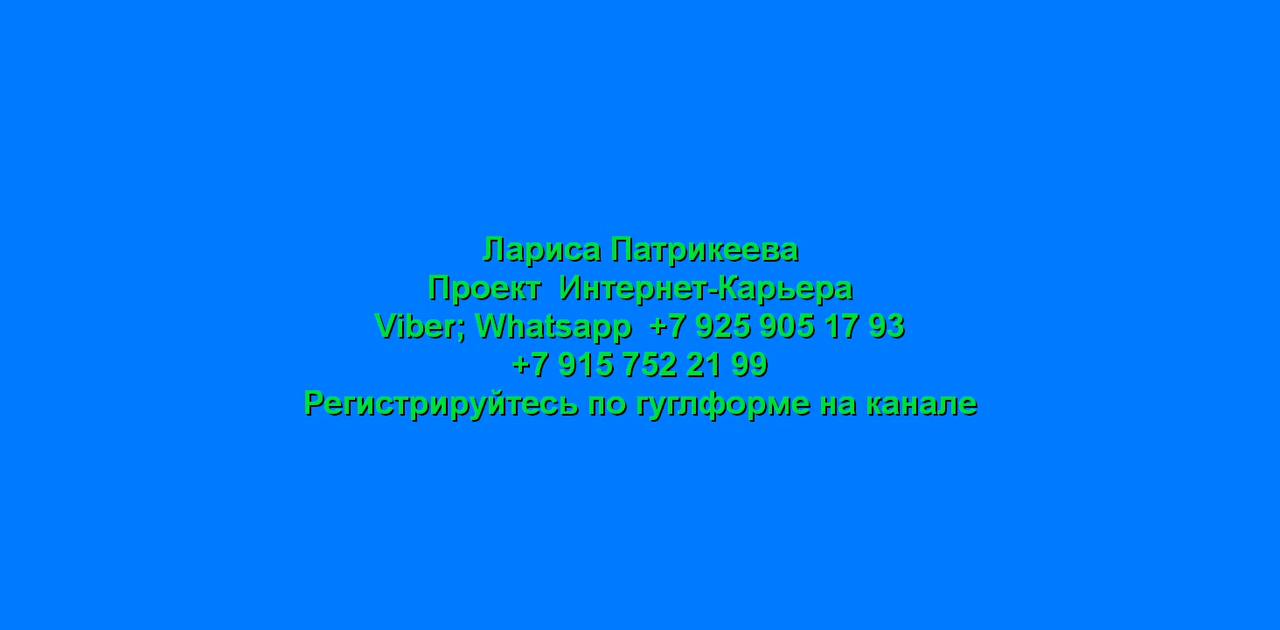 Лариса Патрикеева
Проект  Интернет-Карьера
Viber; Whatsapp  +7 925 905 17 93
+7 915 752 21 99
Регистрируйтесь по гуглформе на канале